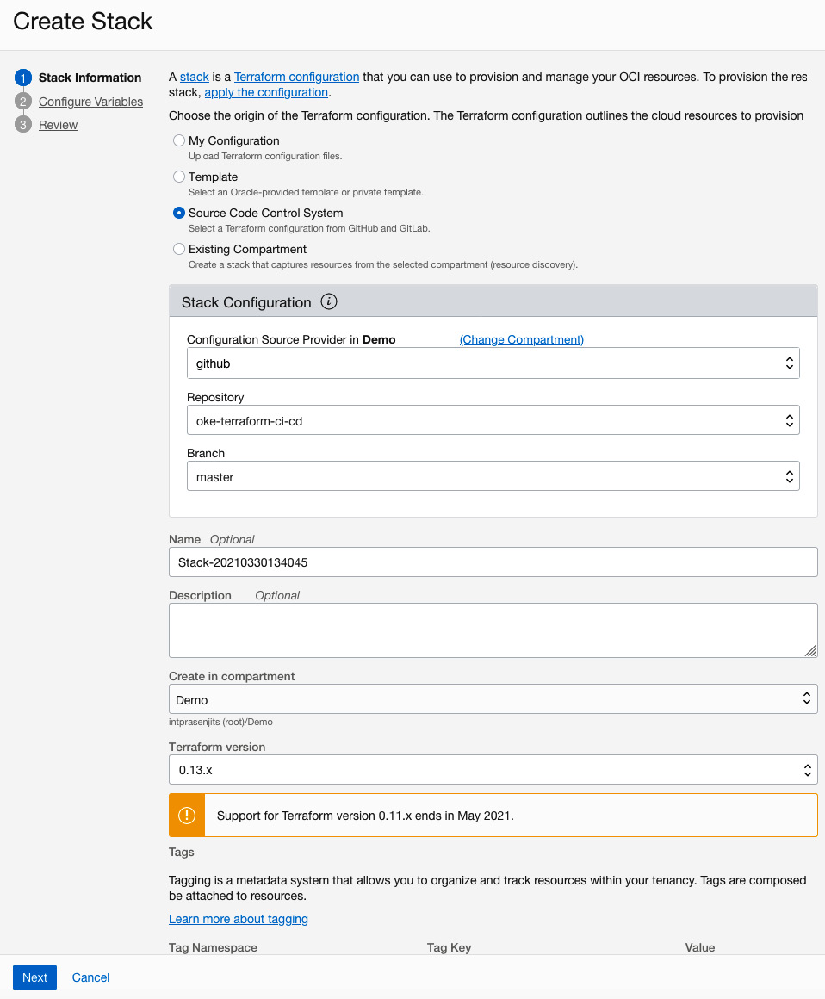 Create Stack
1 Stack Information
2 Configure Variables
3 Review
A stack is a Terraform configuration that you can use to provision and manage your OCI resources. To provision the res
stack, apply the configuration.
Choose the origin of the Terraform configuration. The Terraform configuration outlines the cloud resources to provision
My Configuration
Upload Terraform configuration files.
Template
Select an Oracle-provided template or private template.
Source Code Control System
Select a Terraform configuration from GitHub and GitLab.
Existing Compartment
Create a stack that captures resources from the selected compartment (resource discovery).
Stack Configuration i
Configuration Source Provider in Demo (Change Compartment)
github
Repository
oke-terraform-ci-cd
Branch
master
Name Optional
Stack-20210330134045
Description Optional
Create in compartment
Demo
intprasenjits (root)/Demo
Terraform version
0.13.x
Support for Terraform version 0.11.x ends in May 2021.
Tags
Tagging is a metadata system that allows you to organize and track resources within your tenancy. Tags are composed
be attached to resources.
Learn more about tagging
Tag Namespace Tag Key Value
Next Cancel